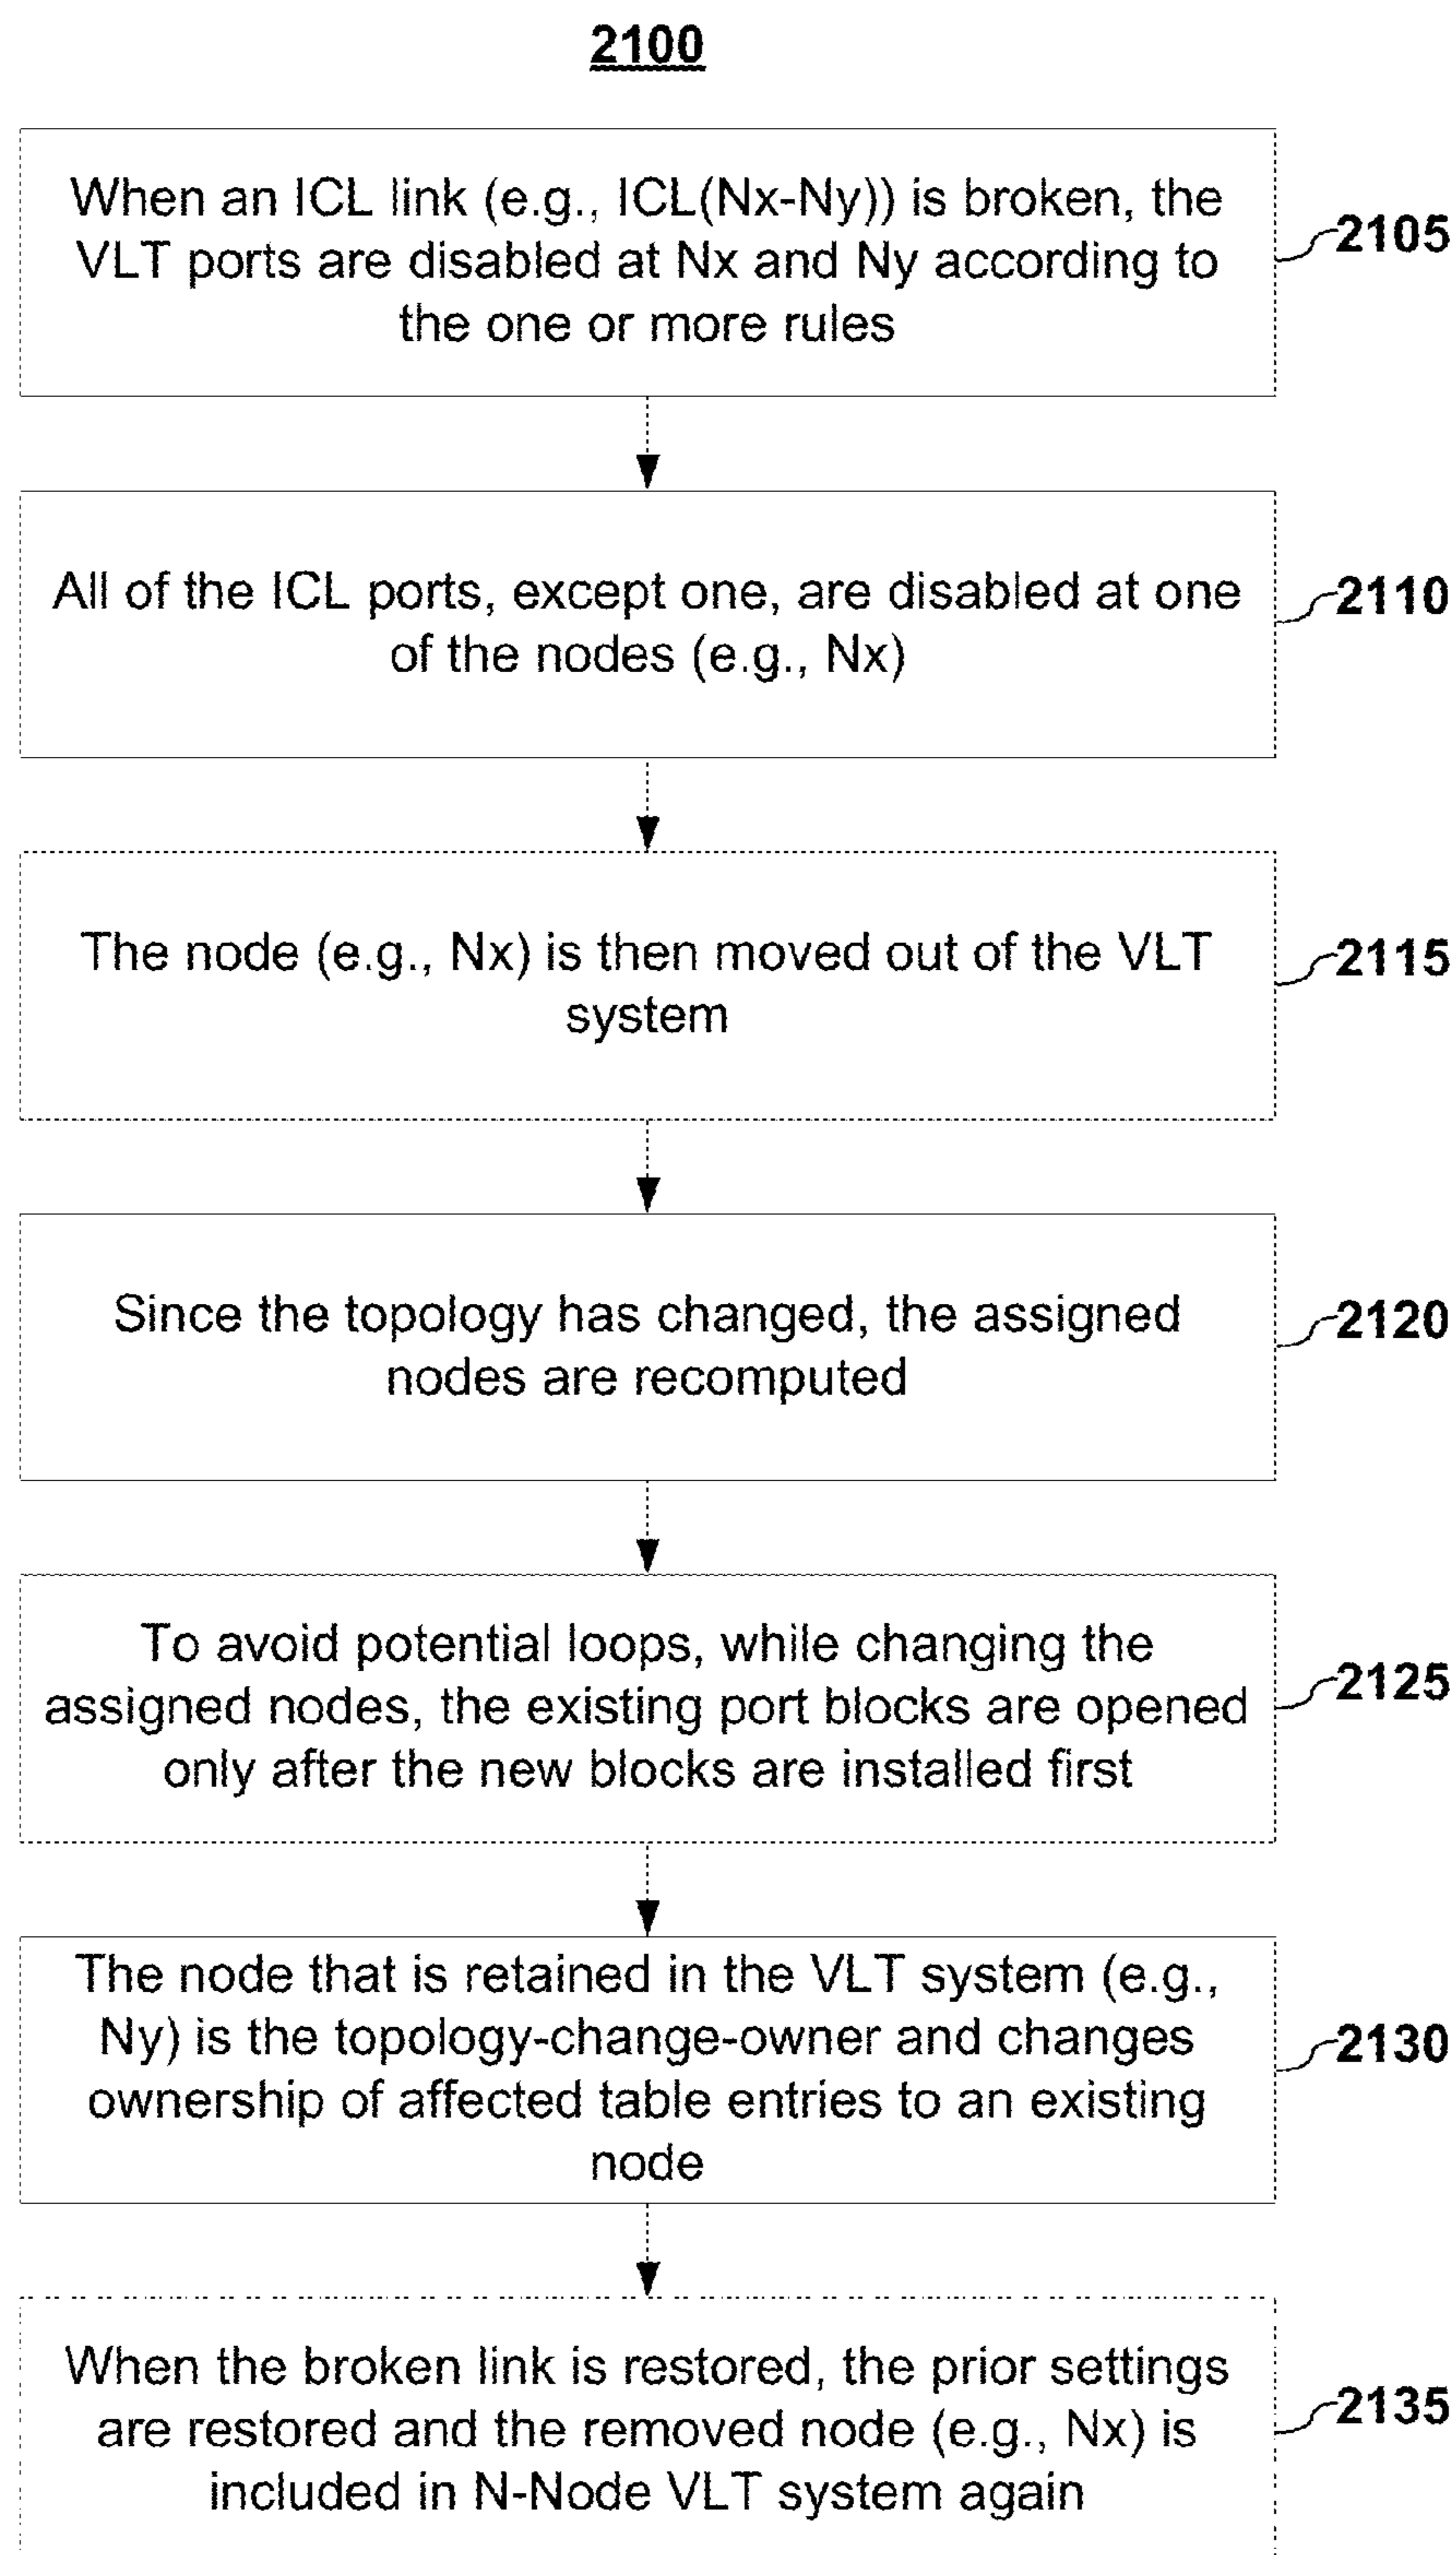 2100
When an ICL link (e.g., ICL(Nx-Ny)) is broken, the
VLT ports are disabled at Nx and Ny according to
the one or more rules
2105
All of the ICL ports, except one, are disabled at one
of the nodes (e.g., Nx)
2110
The node (e.g., Nx) is then moved out of the VLT
system
2115
Since the topology has changed, the assigned
nodes are recomputed
2120
To avoid potential loops, while changing the
assigned nodes, the existing port blocks are opened
only after the new blocks are installed first
2125
The node that is retained in the VLT system (e.g.,
Ny) is the topology-change-owner and changes
ownership of affected table entries to an existing
node
2130
When the broken link is restored, the prior settings
are restored and the removed node (e.g., Nx) is
included in N-Node VLT system again
2135